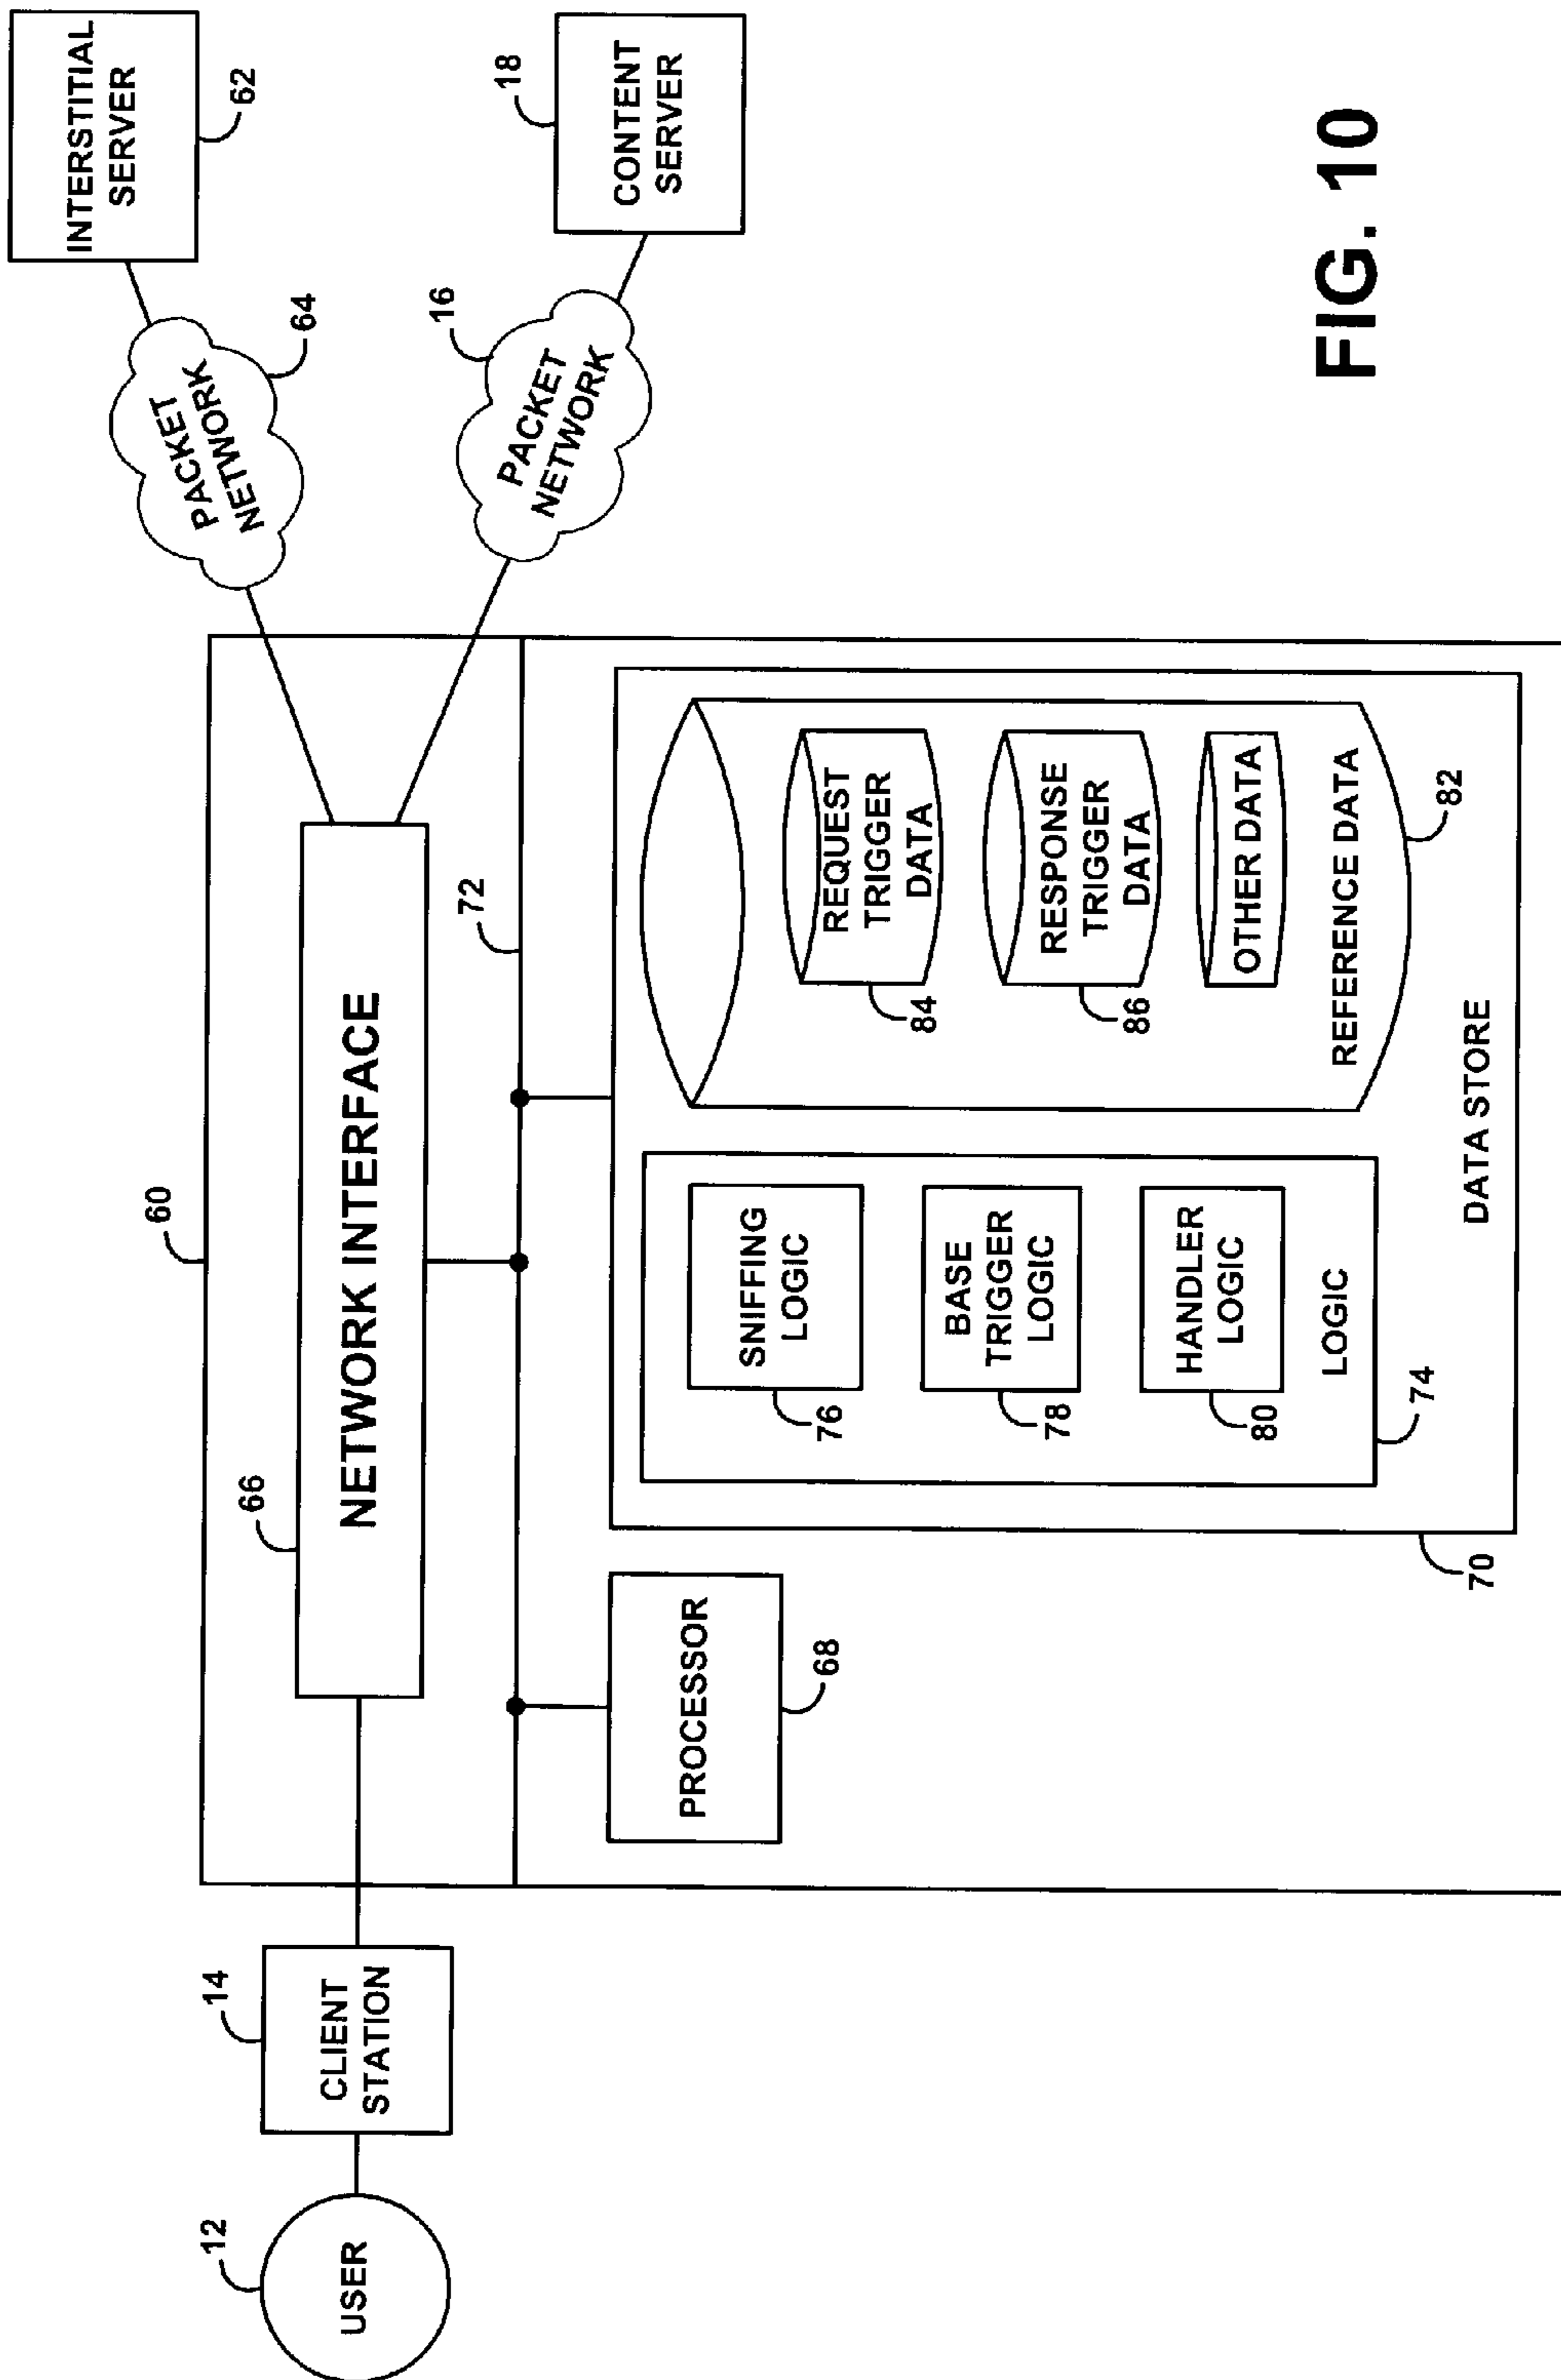 INTERSTITIAL
SERVER
62
PACKET
NETWORK
64
CONTENT
SERVER
18
PACKET
NETWORK
16
60
66
NETWORK INTERFACE
72
12
USER
14
CLIENT
STATION
PROCESSOR
68
SNIFFING
LOGIC
76
BASE
TRIGGER
LOGIC
78
HANDLER
LOGIC
80
LOGIC
74
REQUEST
TRIGGER
DATA
84
RESPONSE
TRIGGER
DATA
86
OTHER DATA
REFERENCE DATA
82
DATA STORE
70
FIG. 10